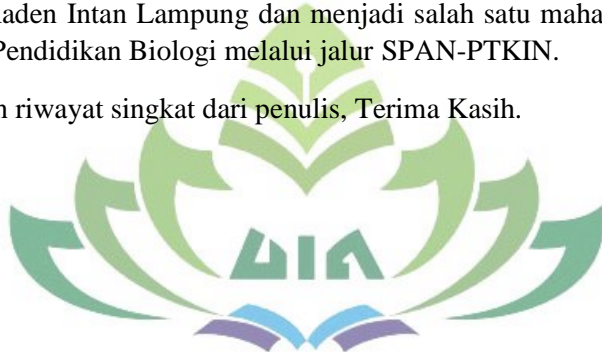 aden Intan Lampung dan menjadi salah satu maha
Pendidikan Biologi melalui jalur SPAN-PTKIN.
n riwayat singkat dari penulis, Terima Kasih.
UIN